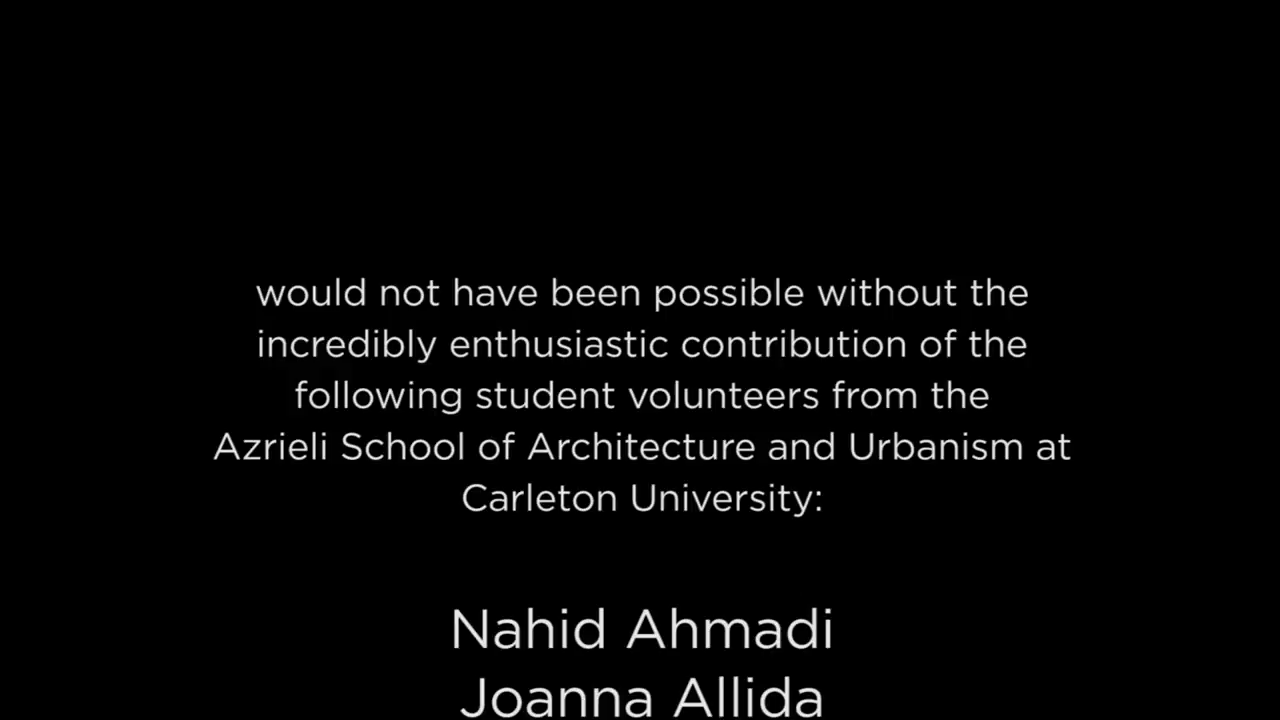 would not have been possible without the
incredibly enthusiastic contribution of the
following student volunteers from the
Azrieli School of Architecture and Urbanism at
Carleton University:
Nahid Ahmadi
Joanna Allida